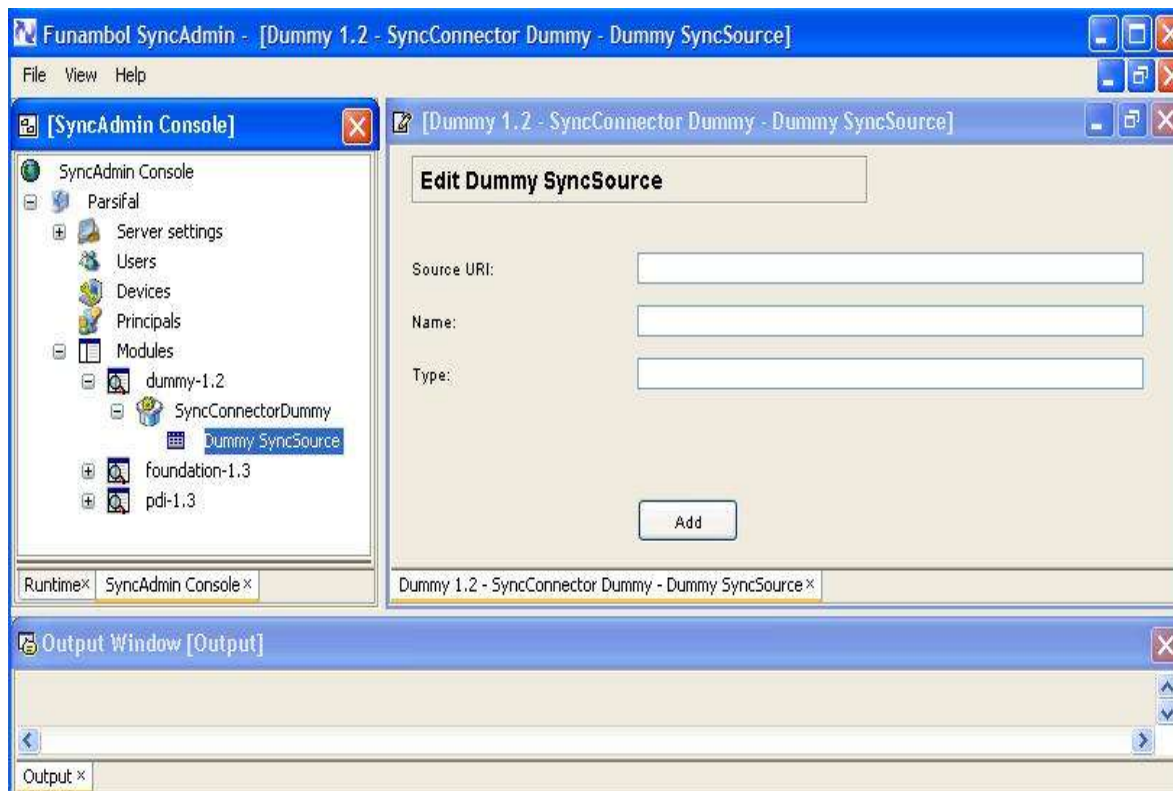 Funambol SyncAdmin - [Dummy 1.2 - SyncConnector Dummy - Dummy SyncSource]
File View Help
[SyncAdmin Console]
SyncAdmin Console
Parsifal
Server settings
Users
Devices
Principals
Modules
dummy-1.2
SyncConnectorDummy
Dummy SyncSource
foundation-1.3
pdi-1.3
Runtime SyncAdmin Console
[Dummy 1.2 - SyncConnector Dummy - Dummy SyncSource]
Edit Dummy SyncSource
Source URI:
Name:
Type:
Add
Dummy 1.2 - SyncConnector Dummy - Dummy SyncSource
Output Window [Output]
Output